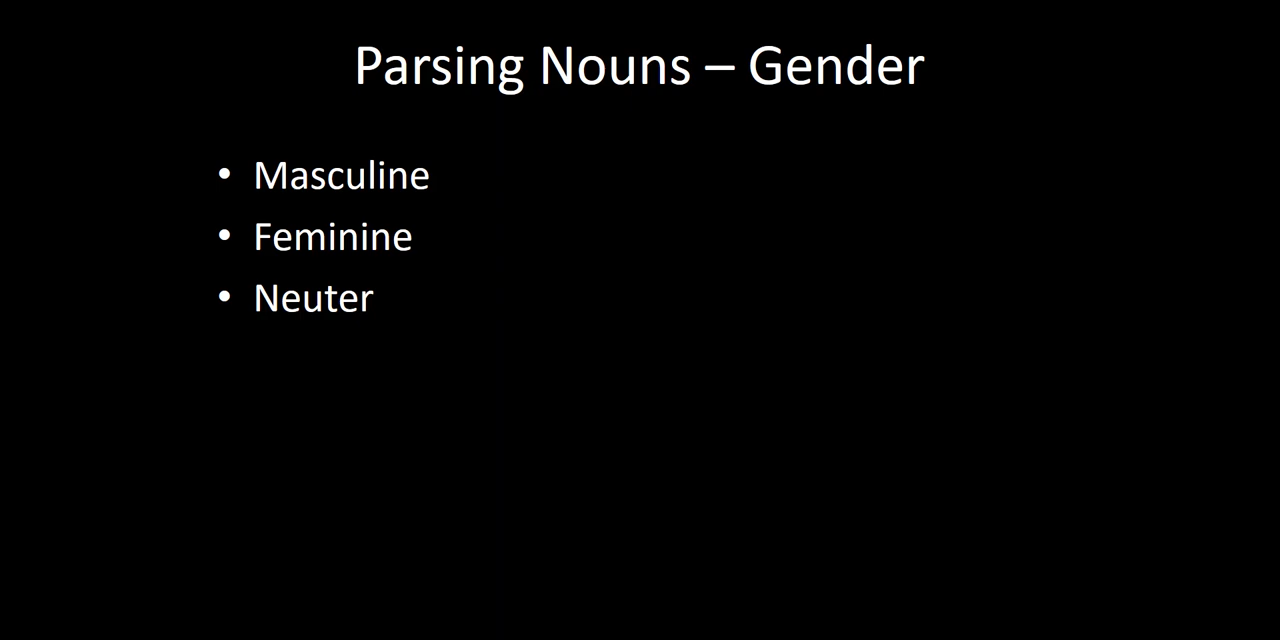 Parsing Nouns – Gender
• Masculine
• Feminine
• Neuter